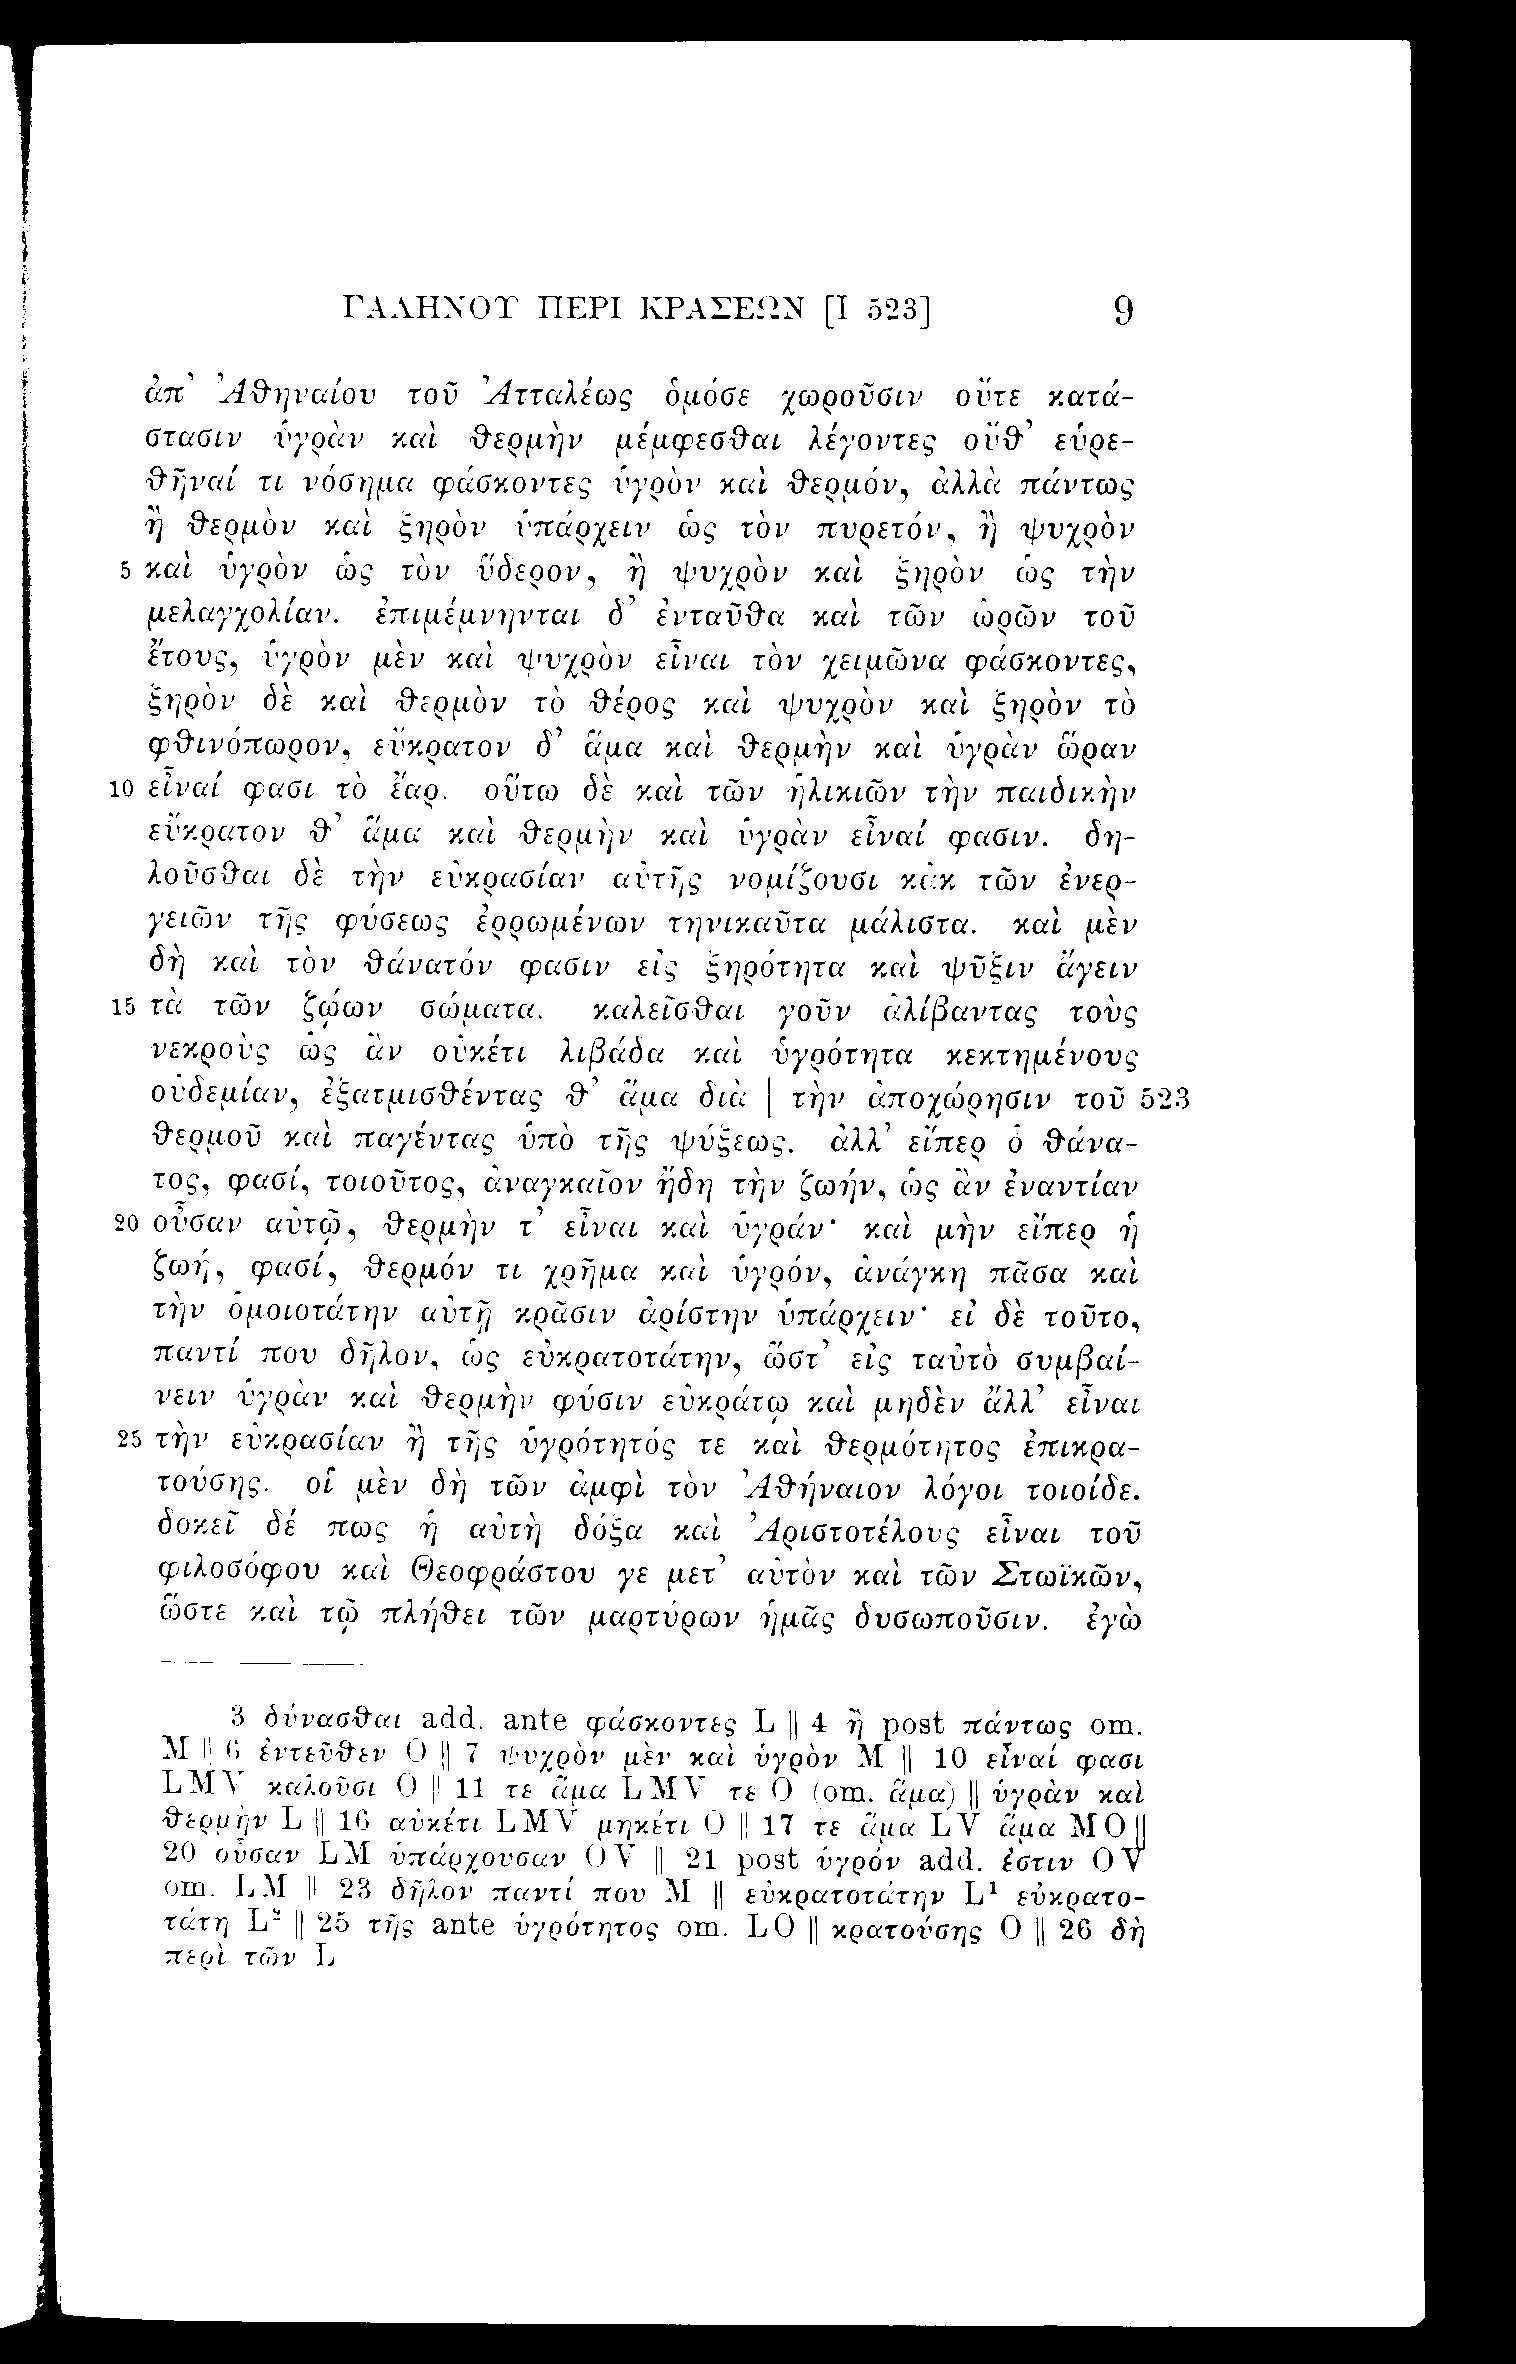 ΓΑΛΗΝΟΥ ΠΕΡΙ ΚΡΑΣΕΩΝ [I 523] 9
ἀπ’ Ἀθηναίου τοῦ Ἀτταλέως ὁμόσε χωροῦσιν οὔτε κατά-
στασιν ὑγρὰν καὶ θερμὴν μέμφεσθαι λέγοντες οὔθ’ εὑρε-
θῆναί τι νόσημα φάσκοντες ὑγρὸν καὶ θερμόν, ἀλλὰ πάντως
ἢ θερμὸν καὶ ξηρὸν ὑπάρχειν ὡς τὸν πυρετόν, ἢ ψυχρὸν
5 καὶ ὑγρὸν ὡς τὸν ὕδερον, ἢ ψυχρὸν καὶ ξηρὸν ὡς τὴν
μελαγχολίαν. ἐπιμέμνηνται δ’ ἐνταῦθα καὶ τῶν ὡρῶν τοῦ
ἔτους, ὑγρὸν μὲν καὶ ψυχρὸν εἶναι τὸν χειμῶνα φάσκοντες,
ξηρὸν δὲ καὶ θερμὸν τὸ θέρος καὶ ψυχρὸν καὶ ξηρὸν τὸ
φθινόπωρον, εὔκρατον δ’ ἅμα καὶ θερμὴν καὶ ὑγρὰν ὥραν
10 εἶναί φασι τὸ ἔαρ. οὕτω δὲ καὶ τῶν ἡλικιῶν τὴν παιδικὴν
εὔκρατον θ’ ἅμα καὶ θερμὴν καὶ ὑγρὰν εἶναί φασιν. δη-
λοῦσθαι δὲ τὴν εὐκρασίαν αὐτῆς νομίζουσι κἀκ τῶν ἐνερ-
γειῶν τῆς φύσεως ἐρρωμένων τηνικαῦτα μάλιστα. καὶ μὲν
δὴ καὶ τὸν θάνατόν φασιν εἰς ξηρότητα καὶ ψῦξιν ἄγειν
15 τὰ τῶν ζῴων σώματα. καλεῖσθαι γοῦν ἀλίβαντας τοὺς
νεκροὺς ὡς ἂν οὐκέτι λιβάδα καὶ ὑγρότητα κεκτημένους
οὐδεμίαν, ἐξατμισθέντας θ’ ἅμα διὰ | τὴν ἀποχώρησιν τοῦ 523
θερμοῦ καὶ παγέντας ὑπὸ τῆς ψύξεως. ἀλλ’ εἴπερ ὁ θάνα-
τος, φασί, τοιοῦτος, ἀναγκαῖον ἤδη τὴν ζωήν, ὡς ἂν ἐναντίαν
20 οὖσαν αὐτῷ, θερμήν τ’ εἶναι καὶ ὑγράν· καὶ μὴν εἴπερ ἡ
ζωή, φασί, θερμόν τι χρῆμα καὶ ὑγρόν, ἀνάγκη πᾶσα καὶ
τὴν ὁμοιοτάτην αὐτῇ κρᾶσιν ἀρίστην ὑπάρχειν· εἰ δὲ τοῦτο,
παντί που δῆλον, ὡς εὐκρατοτάτην, ὥστ’ εἰς ταὐτὸ συμβαί-
νειν ὑγρὰν καὶ θερμὴν φύσιν εὐκράτῳ καὶ μηδὲν ἄλλ’ εἶναι
25 τὴν εὐκρασίαν ἢ τῆς ὑγρότητός τε καὶ θερμότητος ἐπικρα-
τούσης. οἱ μὲν δὴ τῶν ἀμφὶ τὸν Ἀθήναιον λόγοι τοιοίδε.
δοκεῖ δέ πως ἡ αὐτὴ δόξα καὶ Ἀριστοτέλους εἶναι τοῦ
φιλοσόφου καὶ Θεοφράστου γε μετ’ αὐτὸν καὶ τῶν Στωϊκῶν,
ὥστε καὶ τῷ πλήθει τῶν μαρτύρων ἡμᾶς δυσωποῦσιν. ἐγὼ
3 δύνασθαι add. ante φάσκοντες L || 4 ἢ post πάντως om.
M || 6 ἐντεῦθεν O || 7 ψυχρὸν μὲν καὶ ὑγρὸν M || 10 εἶναί φασι
LMV καλοῦσι O || 11 τε ἅμα LMV τε O (om. ἅμα) || ὑγρὰν καὶ
θερμὴν L || 16 αὐκέτι LMV μηκέτι O || 17 τε ἅμα LV ἅμα MO ||
20 οὖσαν LM ὑπάρχουσαν OV || 21 post ὑγρόν add. ἐστιν OV
om. LM || 23 δῆλον παντί που M || εὐκρατοτάτην L¹ εὐκρατο-
τάτη L² || 25 τῆς ante ὑγρότητος om. LO || κρατούσης O || 26 δὴ
περὶ τῶν L